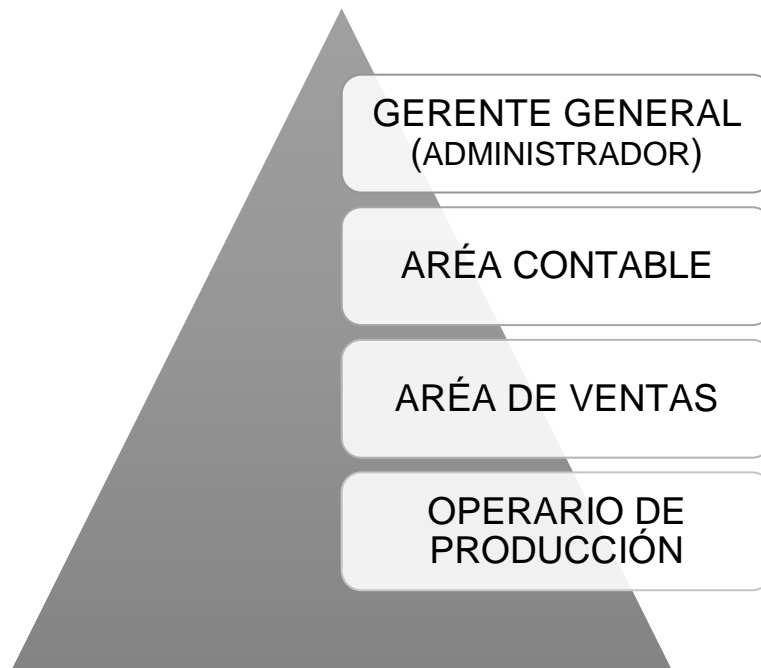 GERENTE GENERAL
(ADMINISTRADOR)
ARÉA CONTABLE
ARÉA DE VENTAS
OPERARIO DE
PRODUCCIÓN